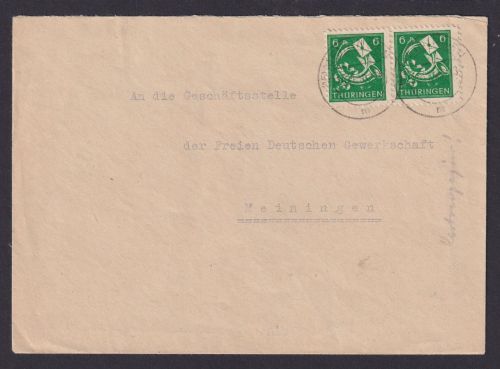 6 6 6 6
THÜRINGEN THÜRINGEN
An die Geschäftsstelle
der Freien Deutschen Gewerkschaft
Meiningen